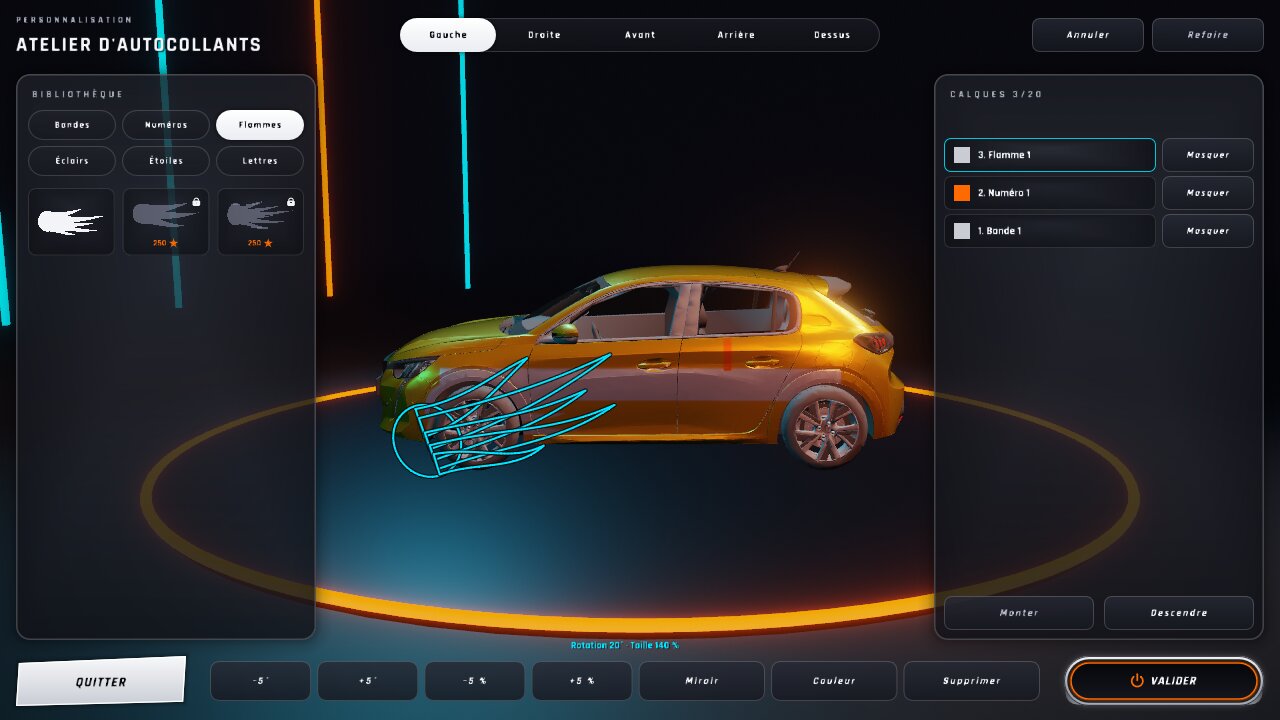 PERSONNALISATION
ATELIER D'AUTOCOLLANTS
Gauche
Droite
Avant
Arrière
Dessus
Annuler
Refaire
BIBLIOTHÈQUE
Bandes
Numéros
Flammes
Éclairs
Étoiles
Lettres
250
250
CALQUES 3/20
3. Flamme 1
Masquer
2. Numéro 1
Masquer
1. Bande 1
Masquer
Monter
Descendre
Rotation 20° · Taille 140 %
QUITTER
-5°
+5°
-5 %
+5 %
Miroir
Couleur
Supprimer
VALIDER